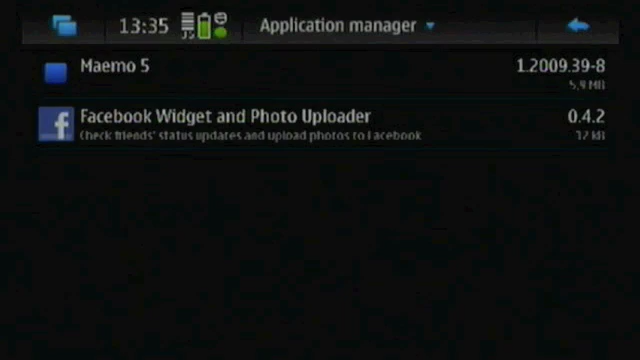 13:35 Application manager
Maemo 5 1.2009.39-8
5,9 MB
Facebook Widget and Photo Uploader 0.4.2
Check friends' status updates and upload photos to Facebook